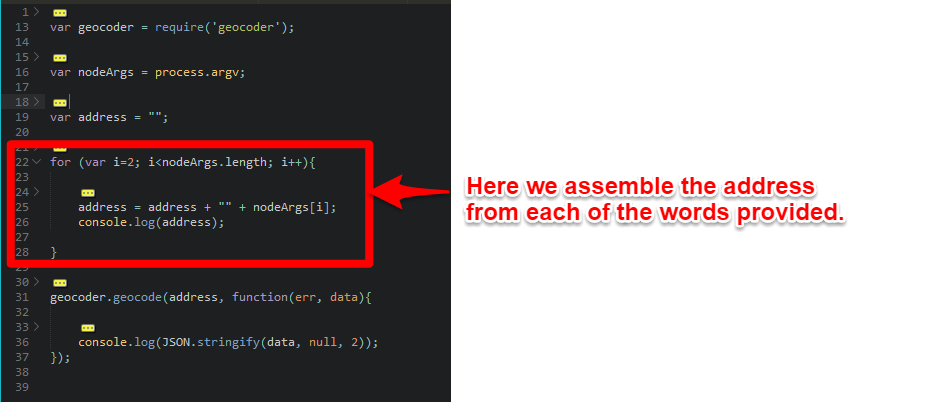 1
13 var geocoder = require('geocoder');
14
15
16 var nodeArgs = process.argv;
17
18
19 var address = "";
20
21
22 for (var i=2; i<nodeArgs.length; i++){
23
24
25 address = address + "" + nodeArgs[i];
26 console.log(address);
27
28 }
29
30
31 geocoder.geocode(address, function(err, data){
32
33
36 console.log(JSON.stringify(data, null, 2));
37 });
38
39
Here we assemble the address
from each of the words provided.